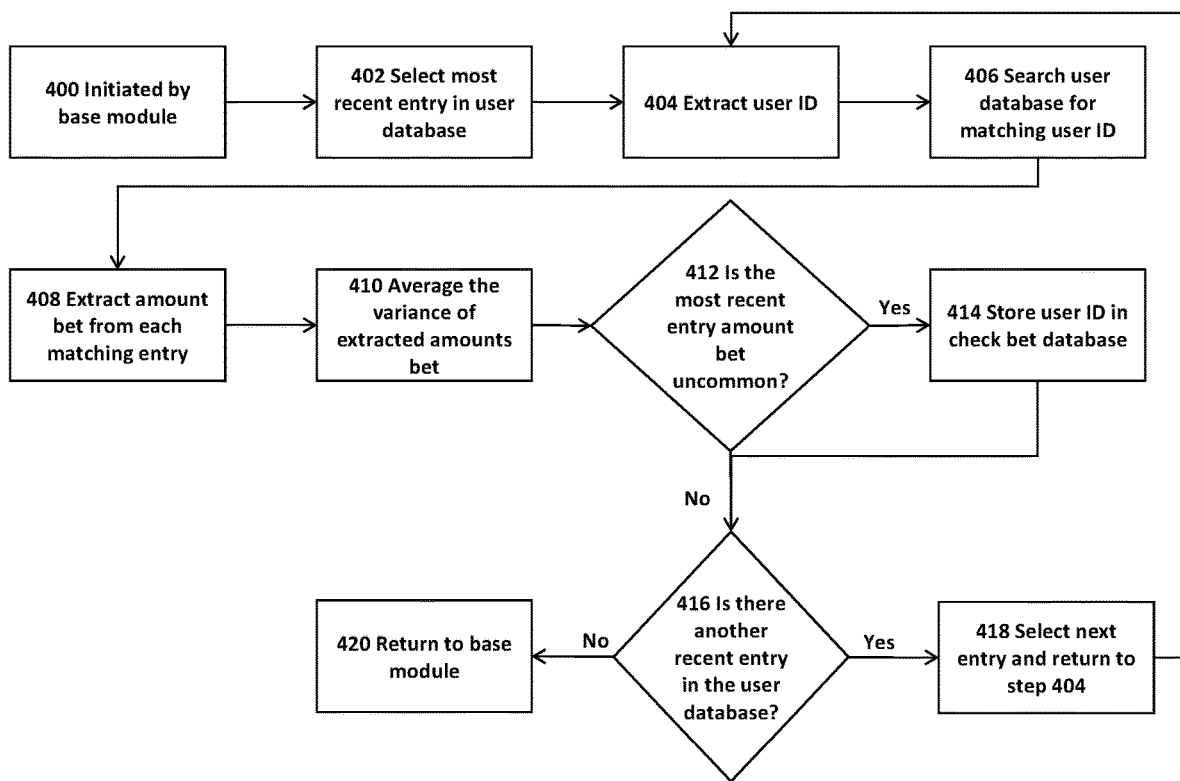 400 Initiated by
base module
402 Select most
recent entry in user
database
404 Extract user ID
406 Search user
database for
matching user ID
408 Extract amount
bet from each
matching entry
410 Average the
variance of
extracted amounts
bet
412 Is the
most recent
entry amount
bet
uncommon?
Yes
414 Store user ID in
check bet database
No
416 Is there
another
recent entry
in the user
database?
No
420 Return to base
module
Yes
418 Select next
entry and return to
step 404